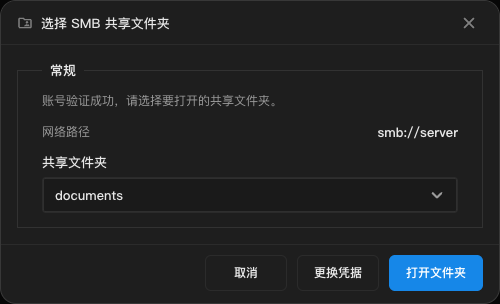 选择 SMB 共享文件夹
常规
账号验证成功，请选择要打开的共享文件夹。
网络路径 smb://server
共享文件夹
documents
取消 更换凭据 打开文件夹